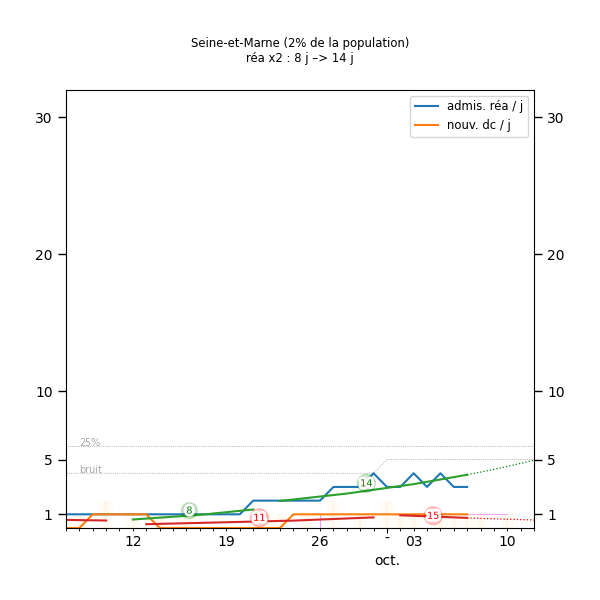 Seine-et-Marne (2% de la population)
réa x2 : 8 j –> 14 j
admis. réa / j
nouv. dc / j
30 30
20 20
10 10
25%
5 5
bruit
14
8
11
-15
1 1
12 19 26 - 03 10
oct.